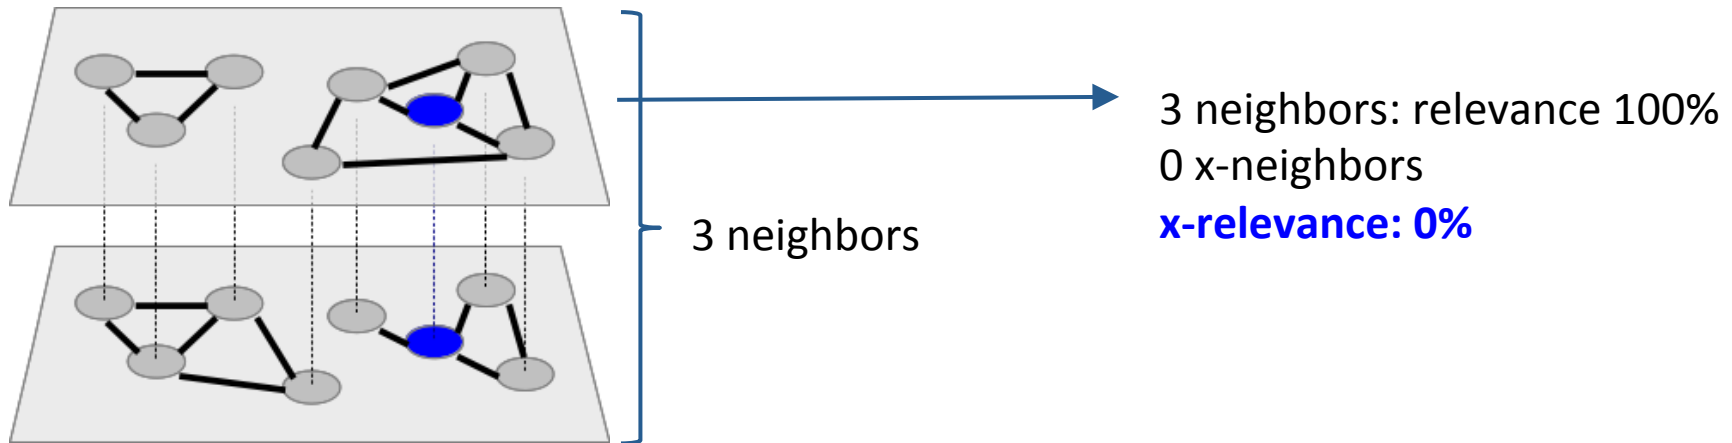 3 neighbors
3 neighbors: relevance 100%
0 x-neighbors
x-relevance: 0%